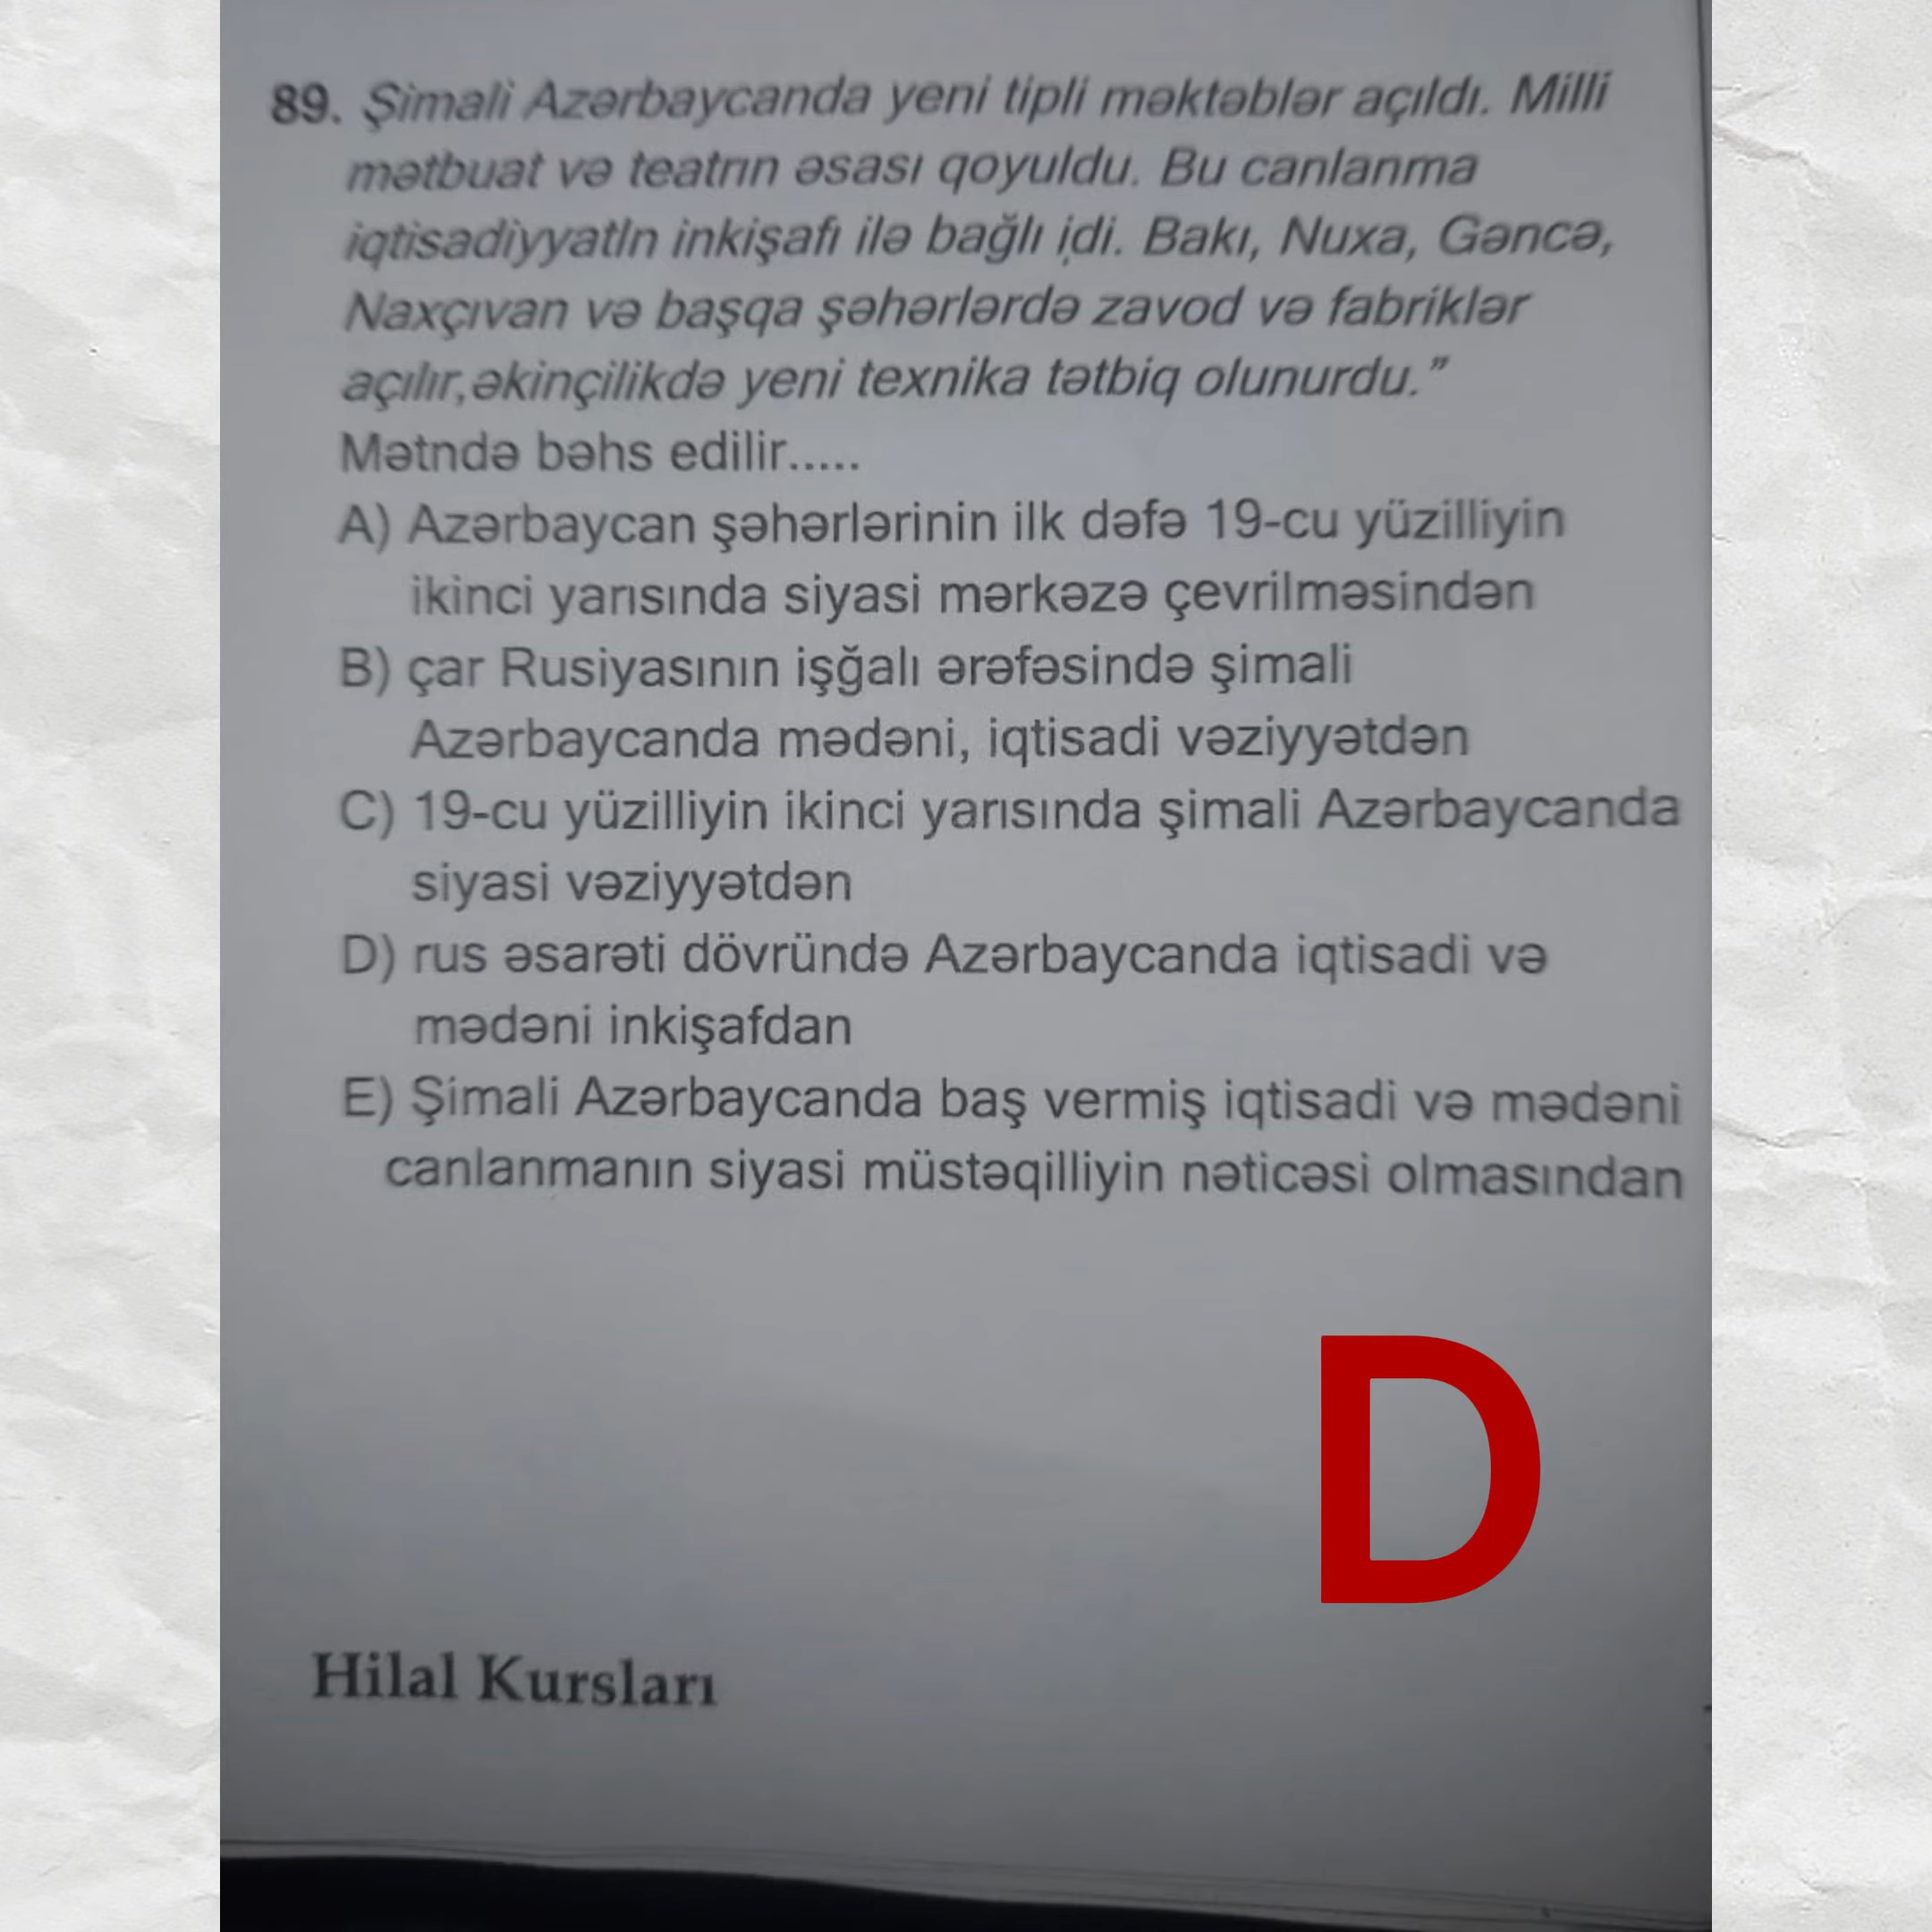 89. Şimali Azərbaycanda yeni tipli məktəblər açıldı. Milli
mətbuat və teatrın əsası qoyuldu. Bu canlanma
iqtisadiyyatIn inkişafı ilə bağlı idi. Bakı, Nuxa, Gəncə,
Naxçıvan və başqa şəhərlərdə zavod və fabriklər
açılır,əkinçilikdə yeni texnika tətbiq olunurdu.”
Mətndə bəhs edilir.....
A) Azərbaycan şəhərlərinin ilk dəfə 19-cu yüzilliyin
ikinci yarısında siyasi mərkəzə çevrilməsindən
B) çar Rusiyasının işğalı ərəfəsində şimali
Azərbaycanda mədəni, iqtisadi vəziyyətdən
C) 19-cu yüzilliyin ikinci yarısında şimali Azərbaycanda
siyasi vəziyyətdən
D) rus əsarəti dövründə Azərbaycanda iqtisadi və
mədəni inkişafdan
E) Şimali Azərbaycanda baş vermiş iqtisadi və mədəni
canlanmanın siyasi müstəqilliyin nəticəsi olmasından
D
Hilal Kursları